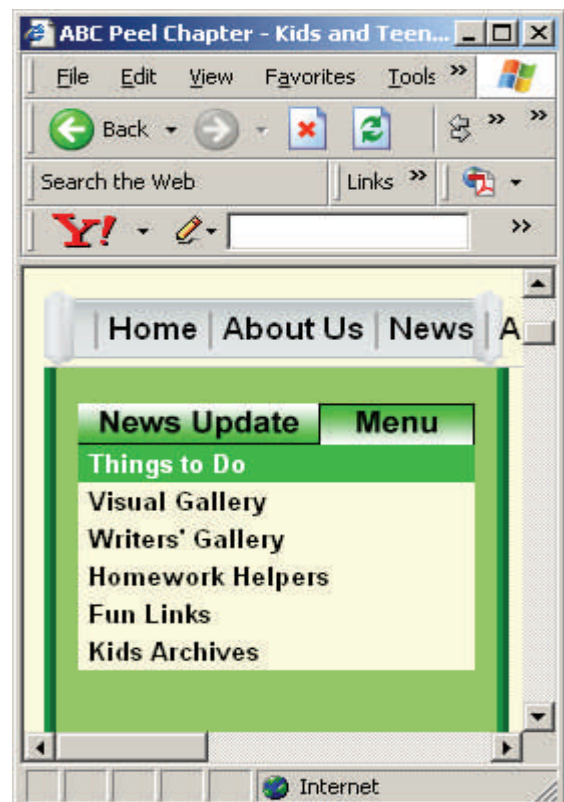 ABC Peel Chapter - Kids and Teen...
File Edit View Favorites Tools »
Back » »
Search the Web Links »
Y! »
Home About Us News A
News Update Menu
Things to Do
Visual Gallery
Writers' Gallery
Homework Helpers
Fun Links
Kids Archives
Internet